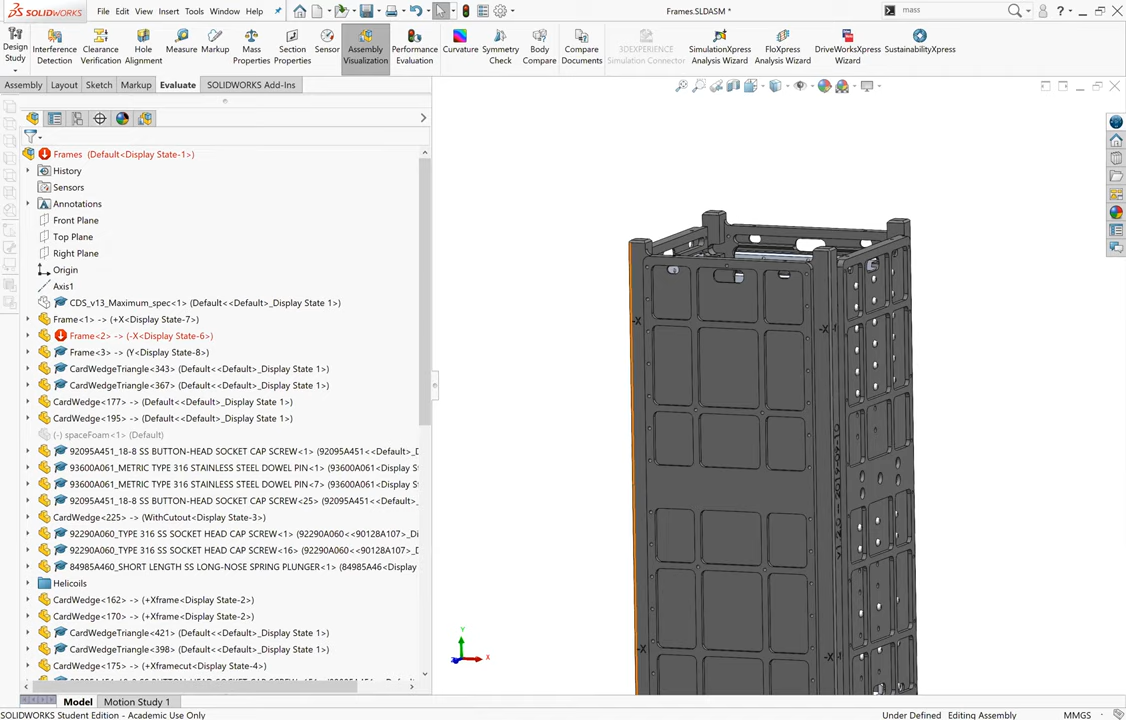 SOLIDWORKS File Edit View Insert Tools Window Help Frames.SLDASM * mass
Design Study
Interference Detection
Clearance Verification
Hole Alignment
Measure
Markup
Mass Properties
Section Properties
Sensor
Assembly Visualization
Performance Evaluation
Curvature
Symmetry Check
Body Compare
Compare Documents
3DEXPERIENCE Simulation Connector
SimulationXpress Analysis Wizard
FloXpress Analysis Wizard
DriveWorksXpress Wizard
SustainabilityXpress
Assembly Layout Sketch Markup Evaluate SOLIDWORKS Add-Ins
Frames (Default<Display State-1>)
History
Sensors
Annotations
Front Plane
Top Plane
Right Plane
Origin
Axis1
CDS_v13_Maximum_spec<1> (Default<<Default>_Display State 1>)
Frame<1> -> (+X<Display State-7>)
Frame<2> -> (-X<Display State-6>)
Frame<3> -> (Y<Display State-8>)
CardWedgeTriangle<343> (Default<<Default>_Display State 1>)
CardWedgeTriangle<367> (Default<<Default>_Display State 1>)
CardWedge<177> -> (Default<<Default>_Display State 1>)
CardWedge<195> -> (Default<<Default>_Display State 1>)
(-) spaceFoam<1> (Default)
92095A451_18-8 SS BUTTON-HEAD SOCKET CAP SCREW<1> (92095A451<<Default>_D
93600A061_METRIC TYPE 316 STAINLESS STEEL DOWEL PIN<1> (93600A061<Display S
93600A061_METRIC TYPE 316 STAINLESS STEEL DOWEL PIN<7> (93600A061<Display S
92095A451_18-8 SS BUTTON-HEAD SOCKET CAP SCREW<25> (92095A451<<Default>_
CardWedge<225> -> (WithCutout<Display State-3>)
92290A060_TYPE 316 SS SOCKET HEAD CAP SCREW<1> (92290A060<<90128A107>_Di
92290A060_TYPE 316 SS SOCKET HEAD CAP SCREW<16> (92290A060<<90128A107>_D
84985A460_SHORT LENGTH SS LONG-NOSE SPRING PLUNGER<1> (84985A46<Display
Helicoils
CardWedge<162> -> (+Xframe<Display State-2>)
CardWedge<170> -> (+Xframe<Display State-2>)
CardWedgeTriangle<421> (Default<<Default>_Display State 1>)
CardWedgeTriangle<398> (Default<<Default>_Display State 1>)
CardWedge<175> -> (+Xframecut<Display State-4>)
-X
-X
V1.2.0 - 2019-09-10
-X
-X
Y
X
Z
Model Motion Study 1
SOLIDWORKS Student Edition - Academic Use Only Under Defined Editing Assembly MMGS